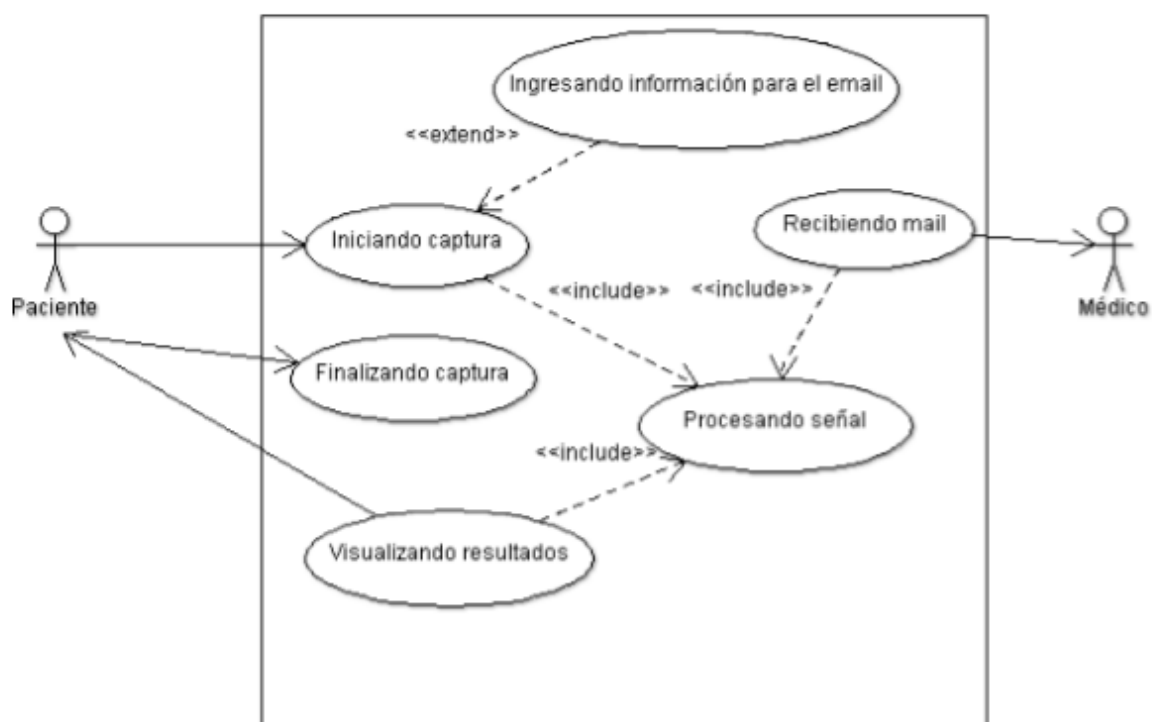 Ingresando información para el email
<<extend>>
Recibiendo mail
Iniciando captura
Paciente
Médico
<<include>>
<<include>>
Finalizando captura
Procesando señal
<<include>>
Visualizando resultados